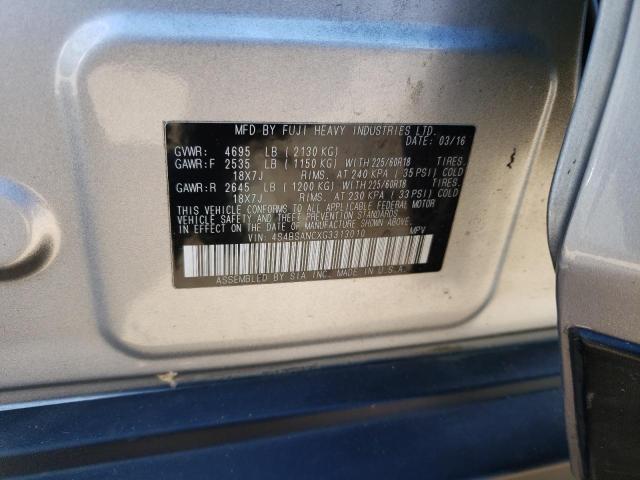 MFD BY FUJI HEAVY INDUSTRIES LTD.
DATE: 03/16
GVWR: 4695 LB (2130 KG)
GAWR:F 2535 LB (1150 KG) WITH 225/60R18 TIRES.
18X7J RIMS. AT 240 KPA (35 PSI) COLD
GAWR:R 2645 LB (1200 KG) WITH 225/60R18 TIRES.
18X7J RIMS. AT 230 KPA (33 PSI) COLD
THIS VEHICLE CONFORMS TO ALL APPLICABLE FEDERAL MOTOR
VEHICLE SAFETY, BUMPER, AND THEFT PREVENTION STANDARDS
IN EFFECT ON THE DATE OF MANUFACTURE SHOWN ABOVE.
VIN: 4S4BSANCXG3313010 MPV
ASSEMBLED BY SIA INC. MADE IN U.S.A.